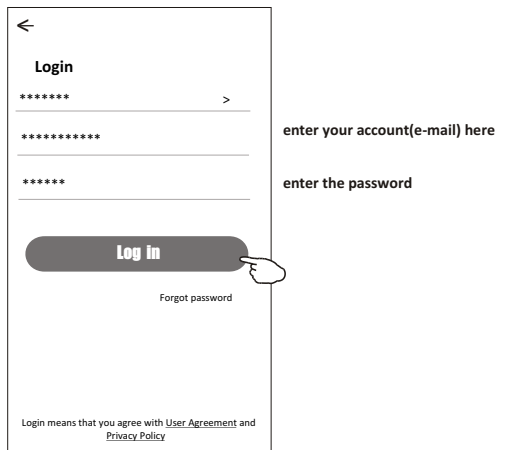 Login
******* >
***********
enter your account(e-mail) here
******
enter the password
Log in
Forgot password
Login means that you agree with User Agreement and
Privacy Policy